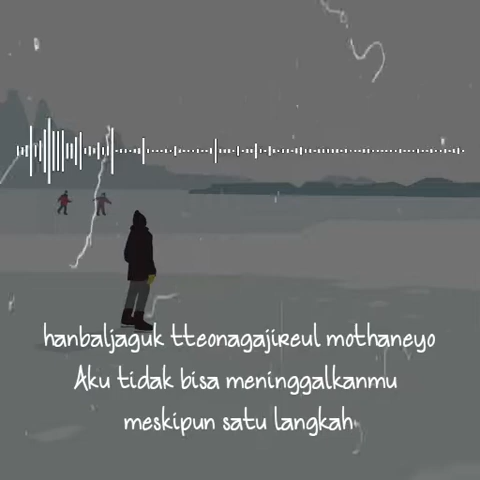 hanbaljaguk tteonagajireul mothaneyo
Aku tidak bisa meninggalkanmu
meskipun satu langkah